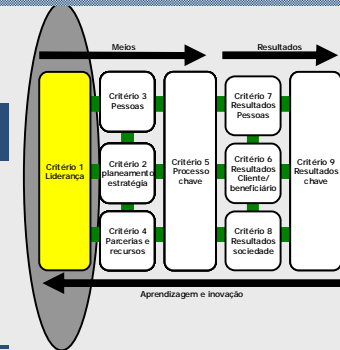 Meios
Resultados
Critério 3
Pessoas
Critério 7
Resultados
Pessoas
Critério 1
Liderança
Critério 2
planeamento
estratégia
Critério 5
Processo
chave
Critério 6
Resultados
Cliente/
beneficiário
Critério 9
Resultados
chave
Critério 4
Parcerias e
recursos
Critério 8
Resultados
sociedade
Aprendizagem e inovação